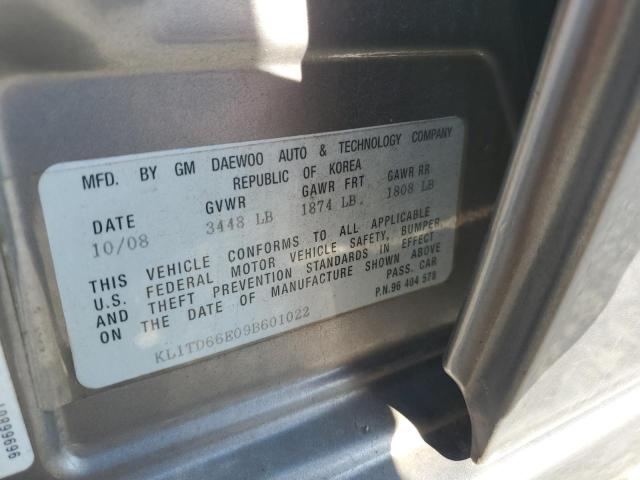 MFD. BY GM DAEWOO AUTO & TECHNOLOGY COMPANY
REPUBLIC OF KOREA
DATE GVWR GAWR FRT GAWR RR
10/08 3448 LB 1874 LB. 1808 LB
THIS VEHICLE CONFORMS TO ALL APPLICABLE
U.S. FEDERAL MOTOR VEHICLE SAFETY, BUMPER,
AND THEFT PREVENTION STANDARDS IN EFFECT
ON THE DATE OF MANUFACTURE SHOWN ABOVE
PASS. CAR
P.N.96 404 578
KL1TD66E09B601022